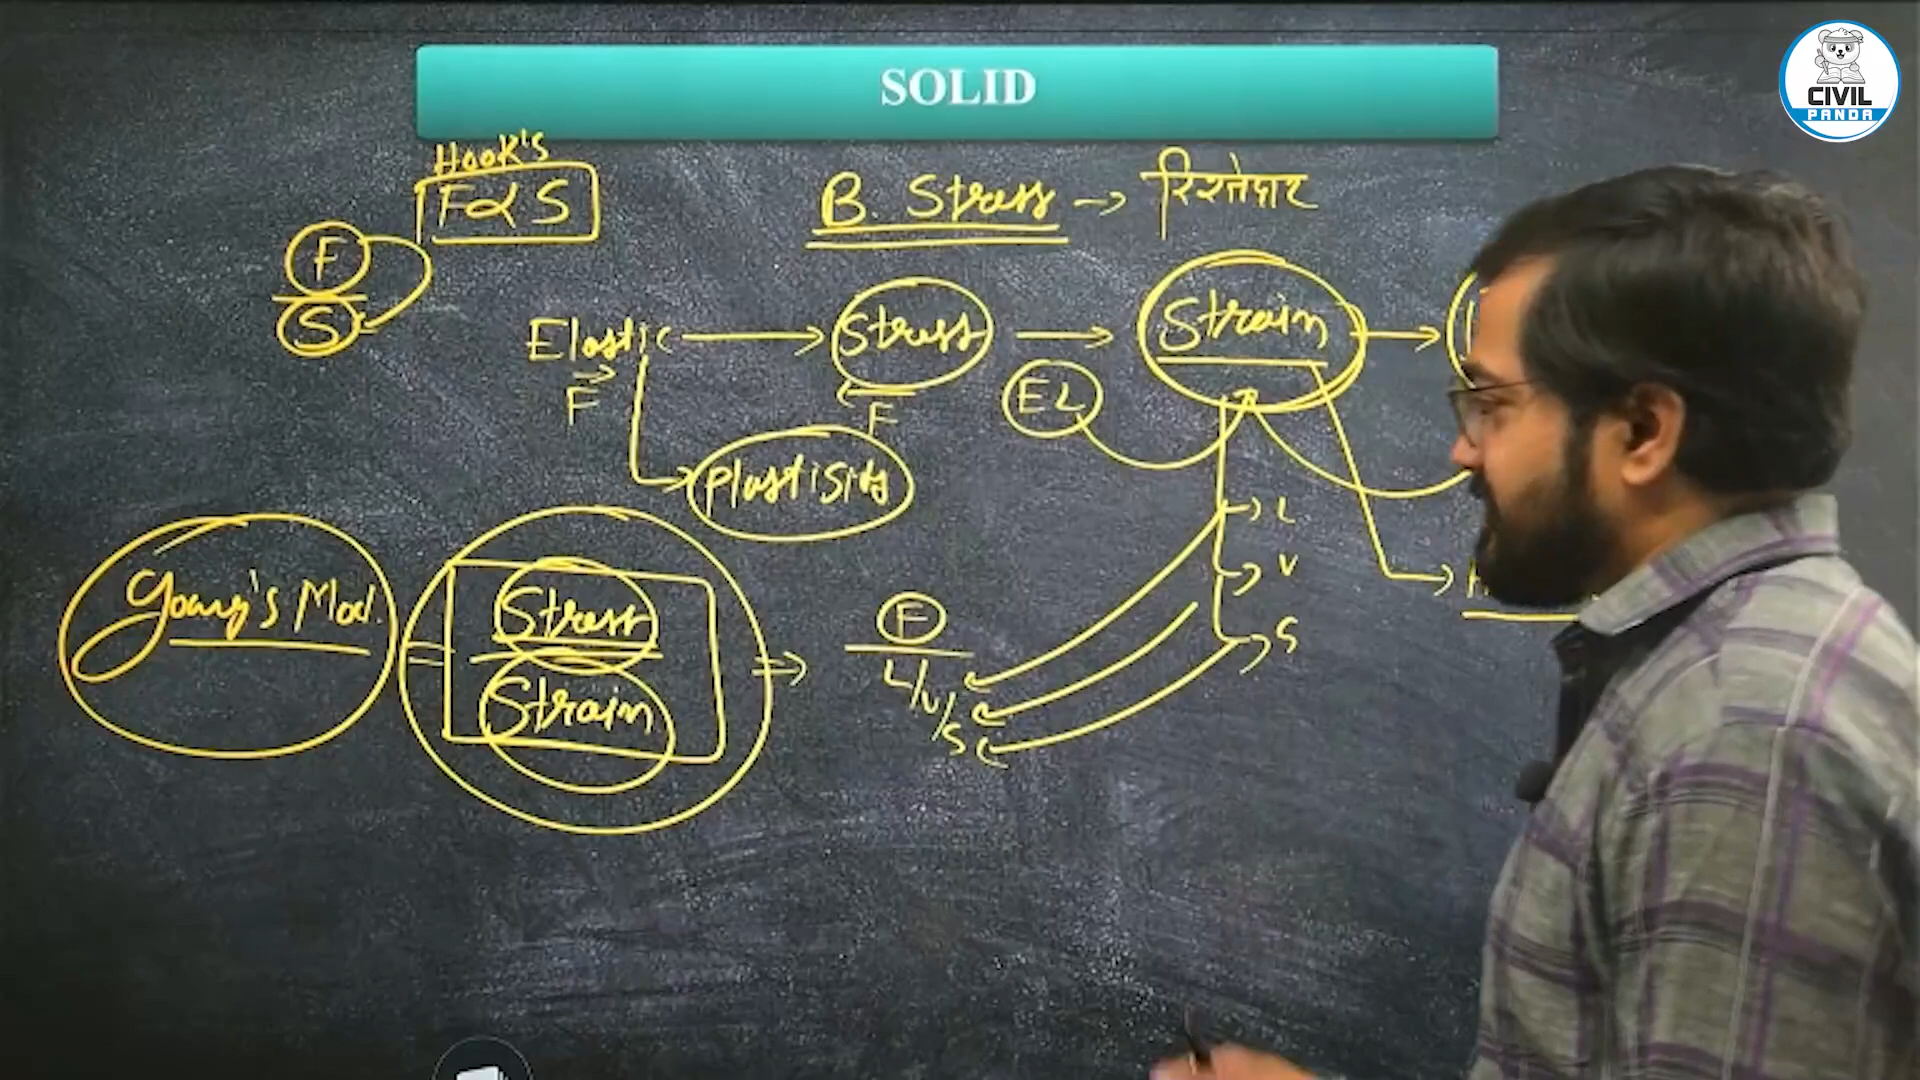 SOLID
CIVIL
PANDA
Hook's
F α S
B. Stress → रिश्तेदार
F
S
Elastic → Stress → Strain →
F
F
EL
Plastisity
L
V
S
Young's Mod. = Stress / Strain ⇒ F / L/V/S